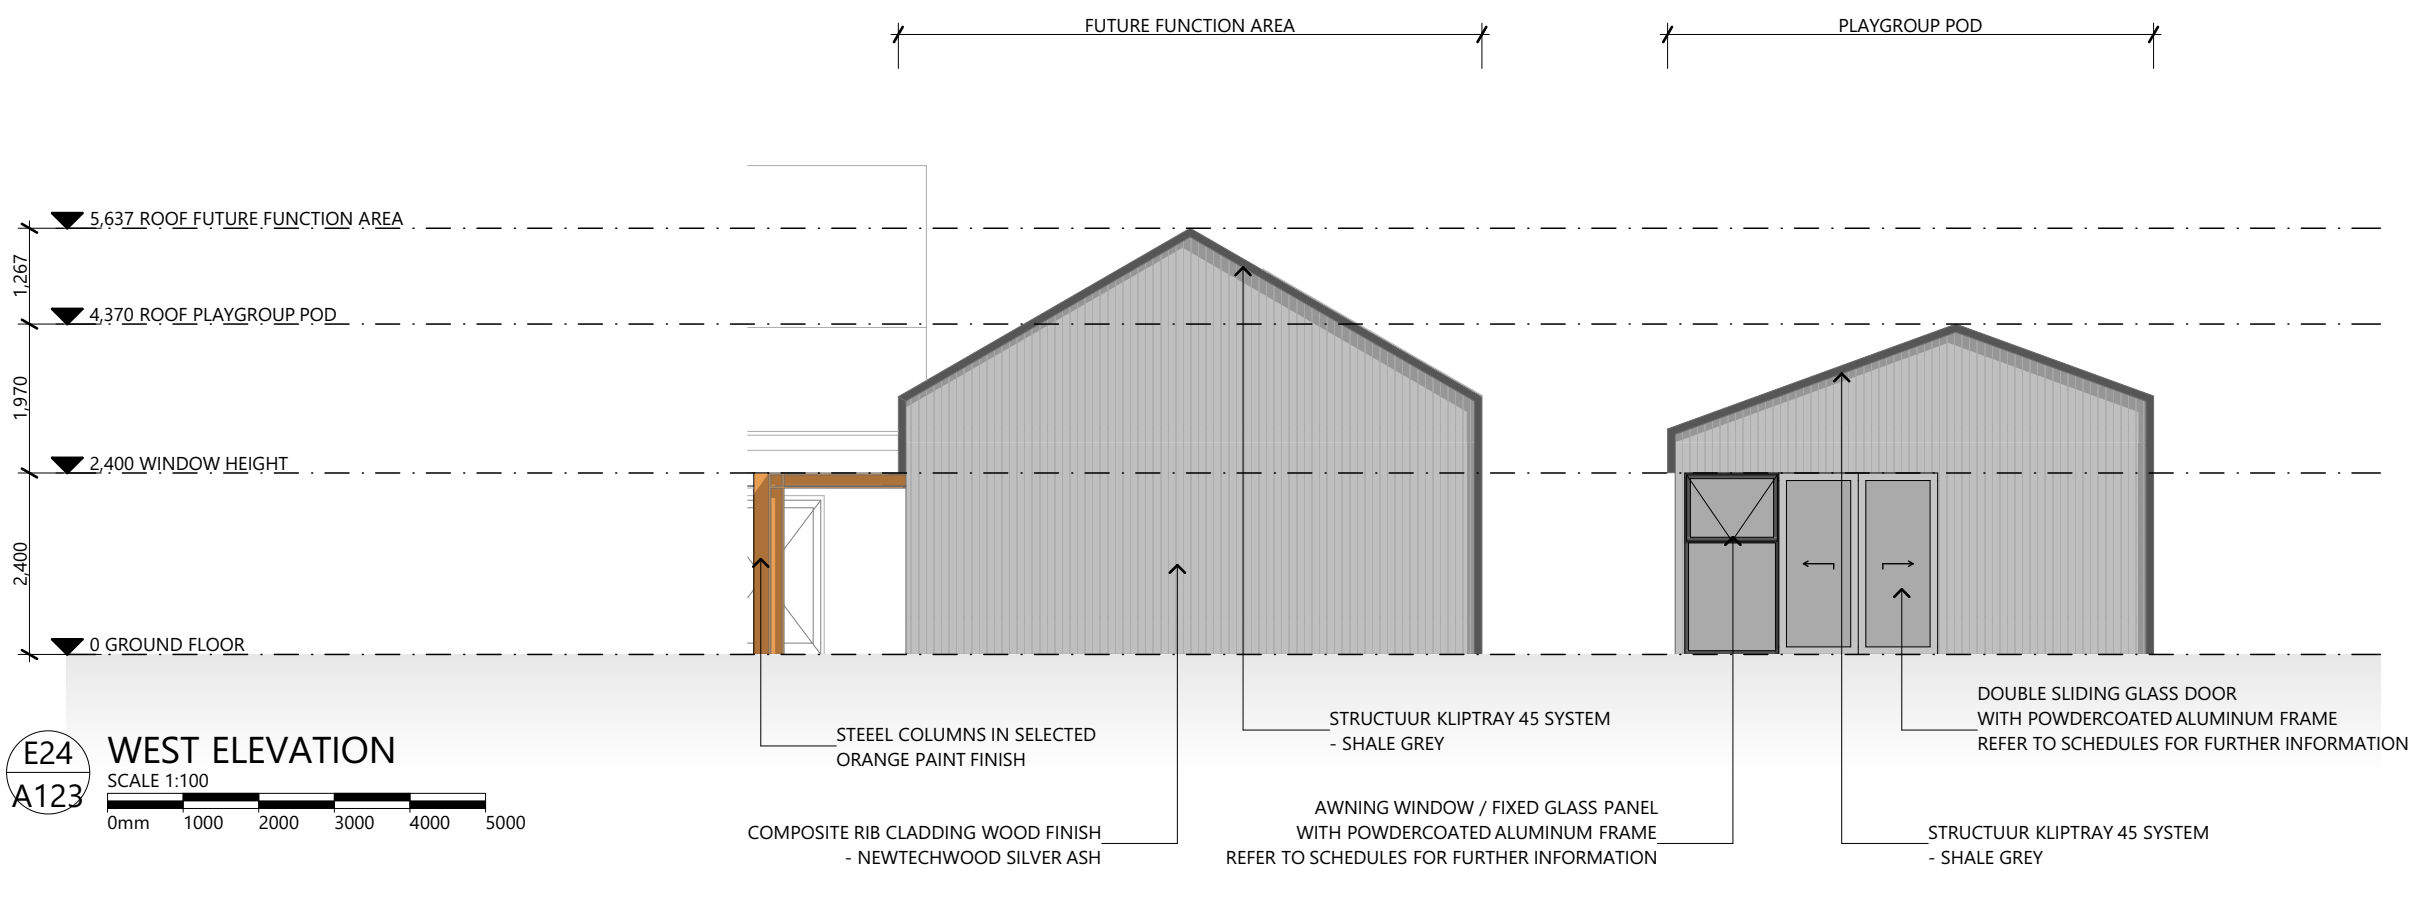 FUTURE FUNCTION AREA
PLAYGROUP POD
5,637 ROOF FUTURE FUNCTION AREA
1,267
4,370 ROOF PLAYGROUP POD
1,970
2,400 WINDOW HEIGHT
2,400
0 GROUND FLOOR
E24
A123
WEST ELEVATION
SCALE 1:100
0mm 1000 2000 3000 4000 5000
STEEEL COLUMNS IN SELECTED
ORANGE PAINT FINISH
COMPOSITE RIB CLADDING WOOD FINISH
- NEWTECHWOOD SILVER ASH
STRUCTUUR KLIPTRAY 45 SYSTEM
- SHALE GREY
AWNING WINDOW / FIXED GLASS PANEL
WITH POWDERCOATED ALUMINUM FRAME
REFER TO SCHEDULES FOR FURTHER INFORMATION
DOUBLE SLIDING GLASS DOOR
WITH POWDERCOATED ALUMINUM FRAME
REFER TO SCHEDULES FOR FURTHER INFORMATION
STRUCTUUR KLIPTRAY 45 SYSTEM
- SHALE GREY